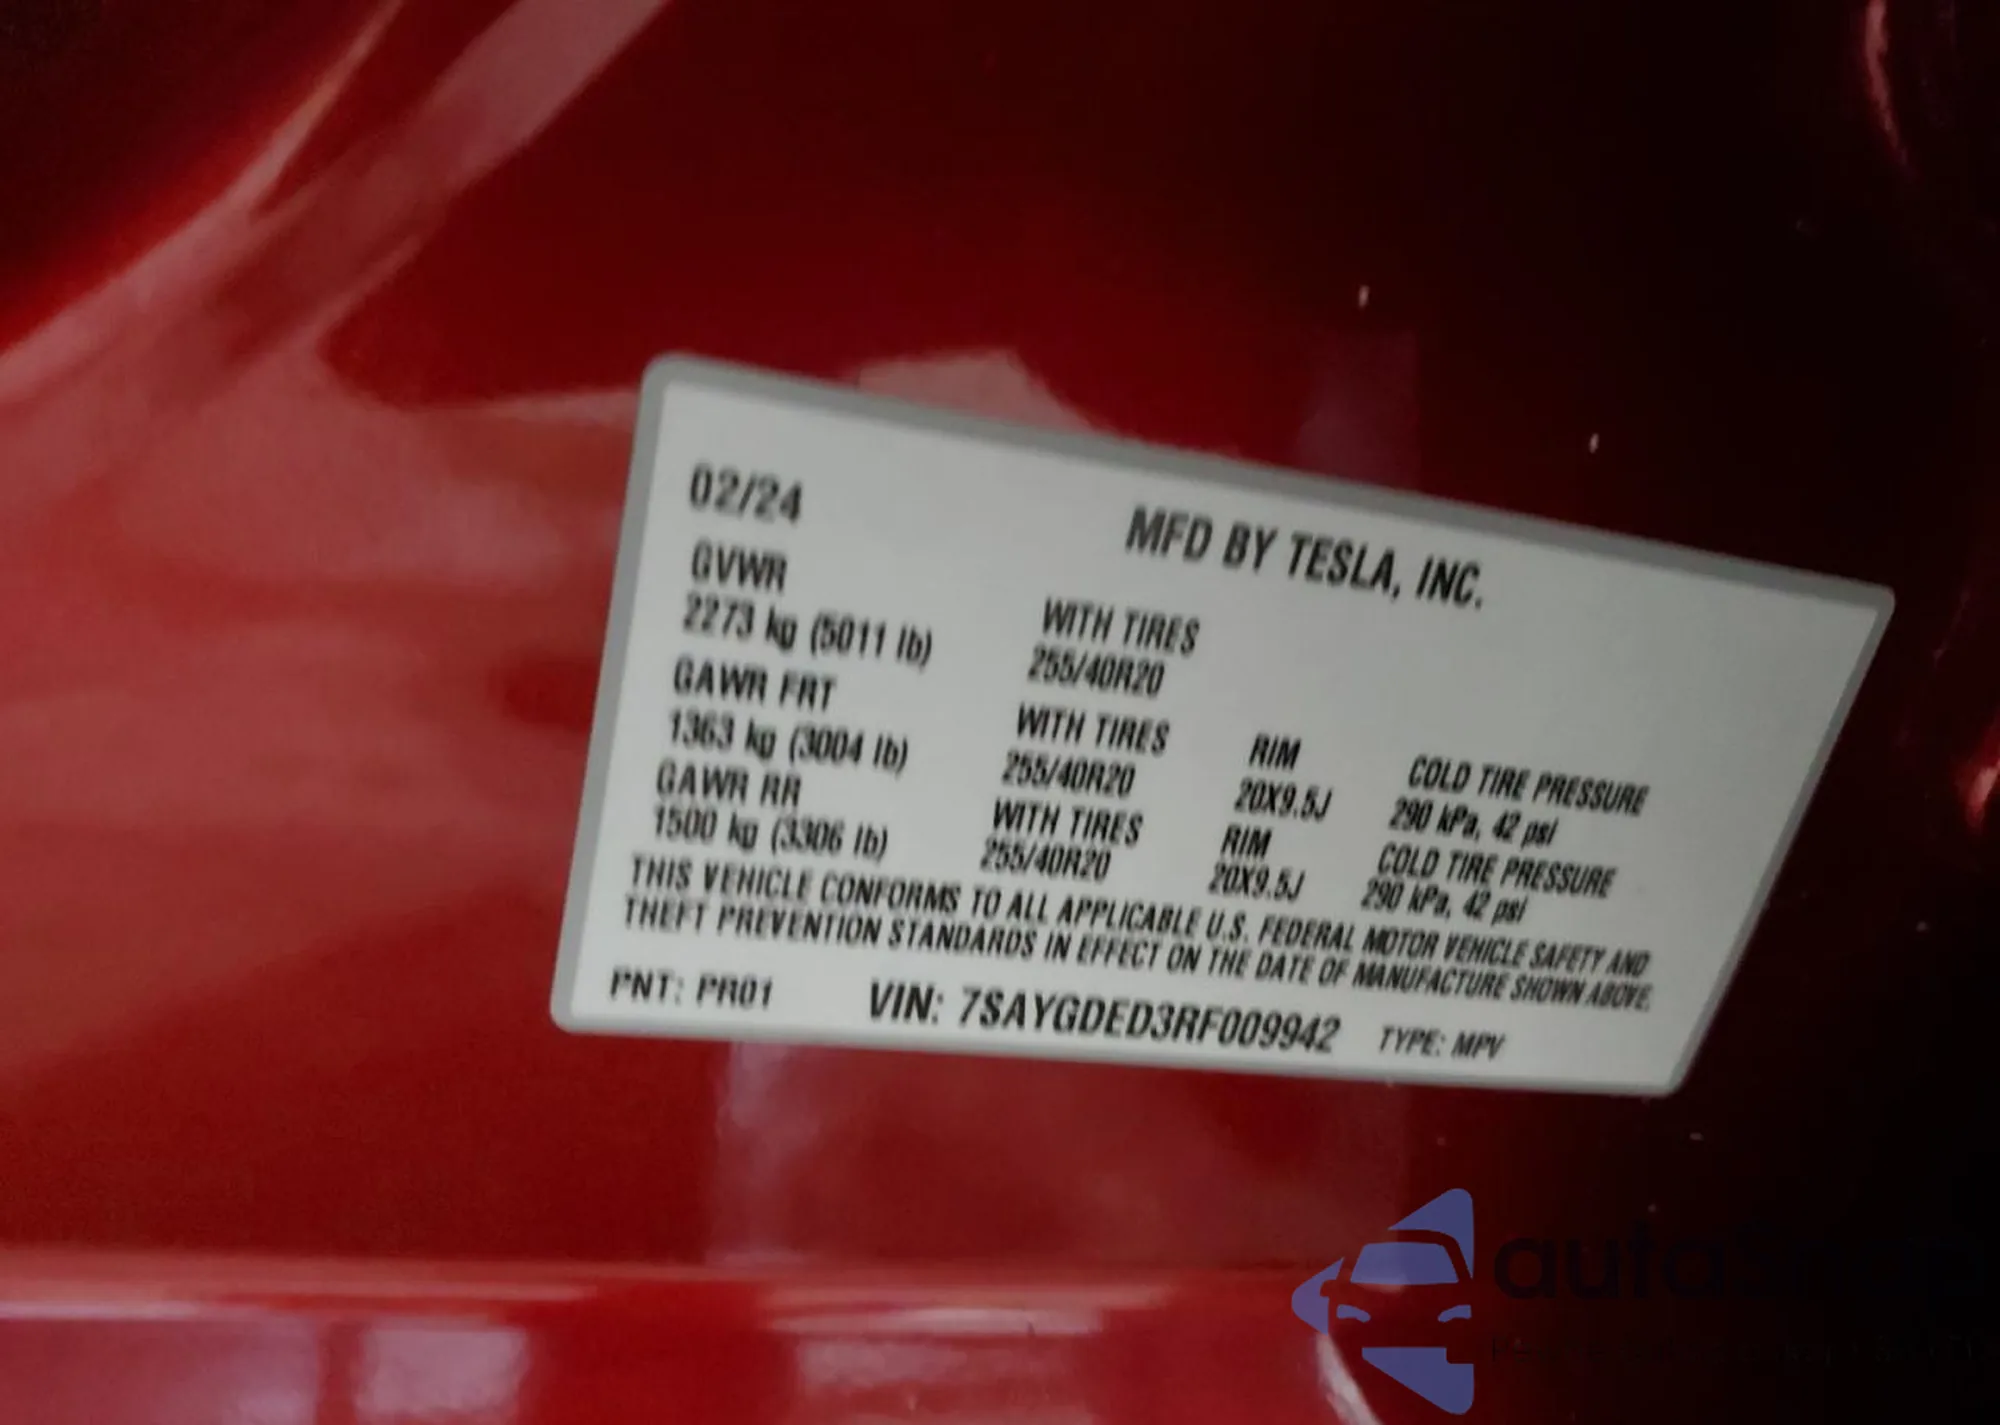 02/24
MFD BY TESLA, INC.
GVWR
2273 kg (5011 lb)
WITH TIRES
255/40R20
GAWR FRT
1363 kg (3004 lb)
WITH TIRES
255/40R20
RIM
20X9.5J
COLD TIRE PRESSURE
290 kPa, 42 psi
GAWR RR
1500 kg (3306 lb)
WITH TIRES
255/40R20
RIM
20X9.5J
COLD TIRE PRESSURE
290 kPa, 42 psi
THIS VEHICLE CONFORMS TO ALL APPLICABLE U.S. FEDERAL MOTOR VEHICLE SAFETY AND
THEFT PREVENTION STANDARDS IN EFFECT ON THE DATE OF MANUFACTURE SHOWN ABOVE.
PNT: PR01
VIN: 7SAYGDED3RF009942
TYPE: MPV